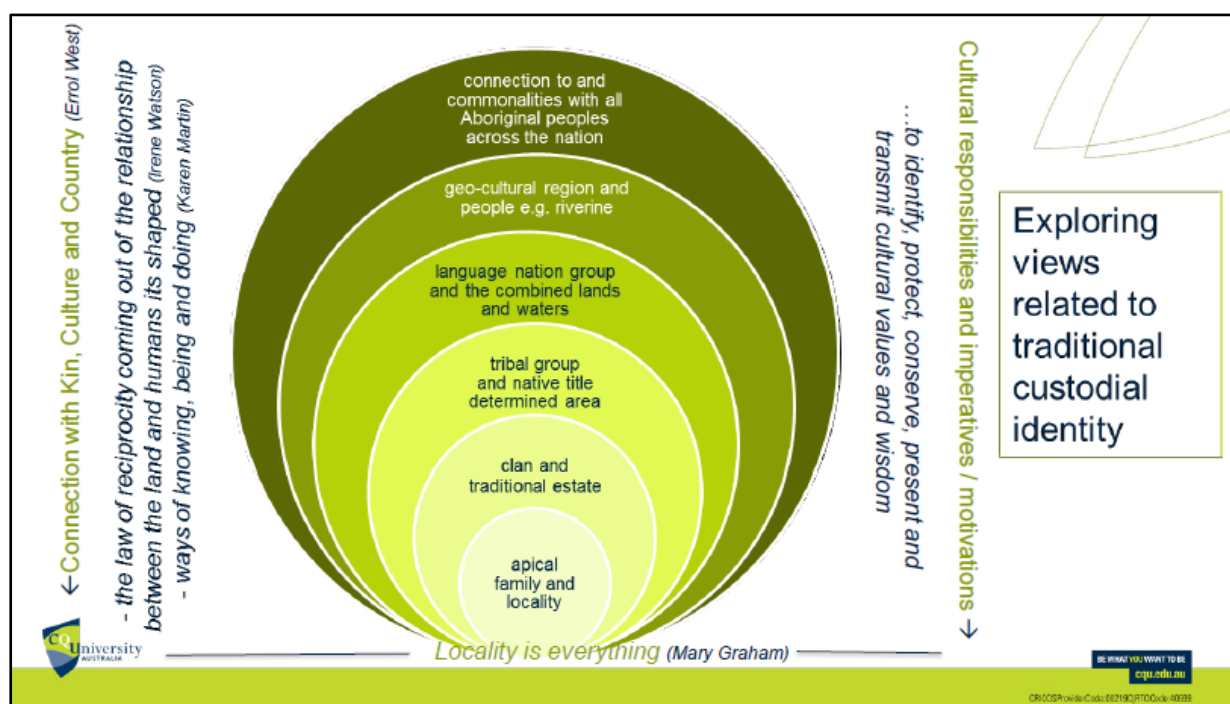 ←Connection with Kin, Culture and Country (Errol West)
- the law of reciprocity coming out of the relationship
between the land and humans its shaped (Irene Watson)
- ways of knowing, being and doing (Karen Martin)
connection to and
commonalities with all
Aboriginal peoples
across the nation
geo-cultural region and
people e.g. riverine
language nation group
and the combined lands
and waters
tribal group
and native title
determined area
clan and
traditional estate
apical
family and
locality
…to identify, protect, conserve, present and
transmit cultural values and wisdom
Cultural responsibilities and imperatives / motivations →
Exploring
views
related to
traditional
custodial
identity
Locality is everything (Mary Graham)
CQUniversity
AUSTRALIA
BE WHAT YOU WANT TO BE
cqu.edu.au